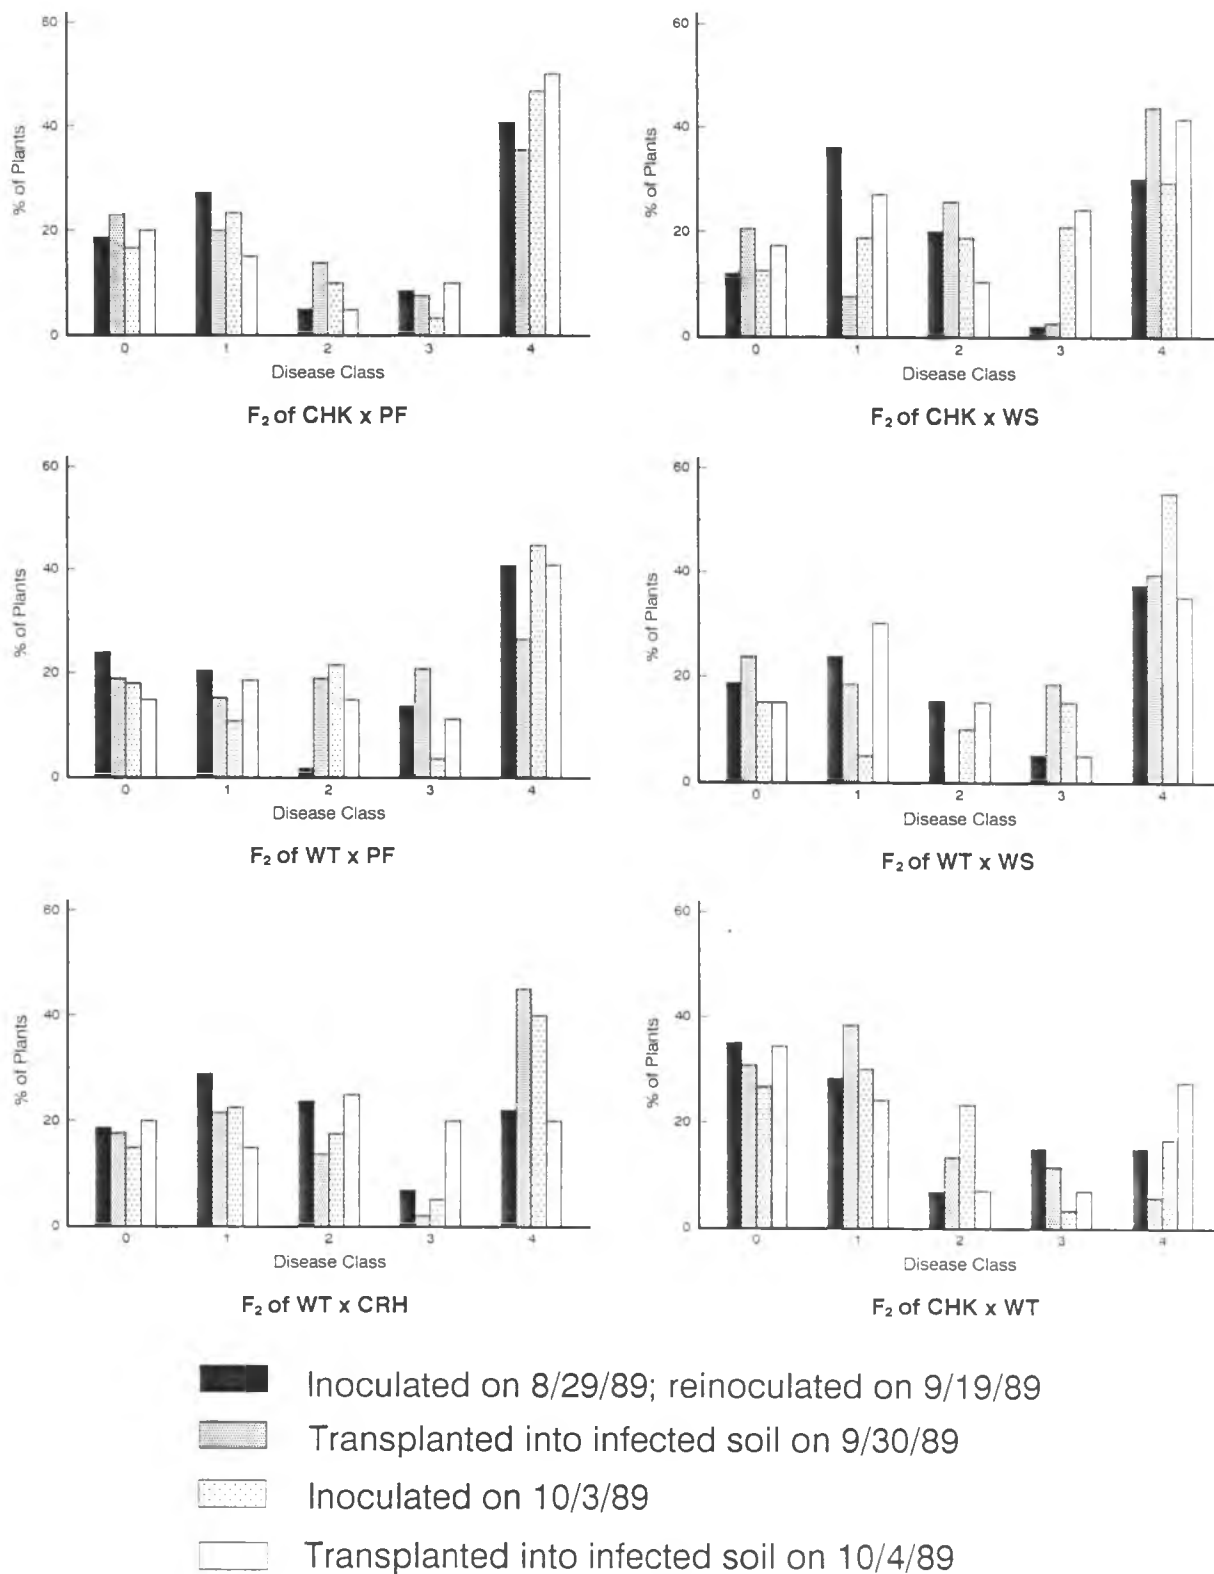 60
40
20
0
% of Plants
0 1 2 3 4
Disease Class
F₂ of CHK x PF
60
40
20
0
% of Plants
0 1 2 3 4
Disease Class
F₂ of CHK x WS
60
40
20
0
% of Plants
0 1 2 3 4
Disease Class
F₂ of WT x PF
60
40
20
0
% of Plants
0 1 2 3 4
Disease Class
F₂ of WT x WS
60
40
20
0
% of Plants
0 1 2 3 4
Disease Class
F₂ of WT x CRH
60
40
20
0
% of Plants
0 1 2 3 4
Disease Class
F₂ of CHK x WT
Inoculated on 8/29/89; reinoculated on 9/19/89
Transplanted into infected soil on 9/30/89
Inoculated on 10/3/89
Transplanted into infected soil on 10/4/89